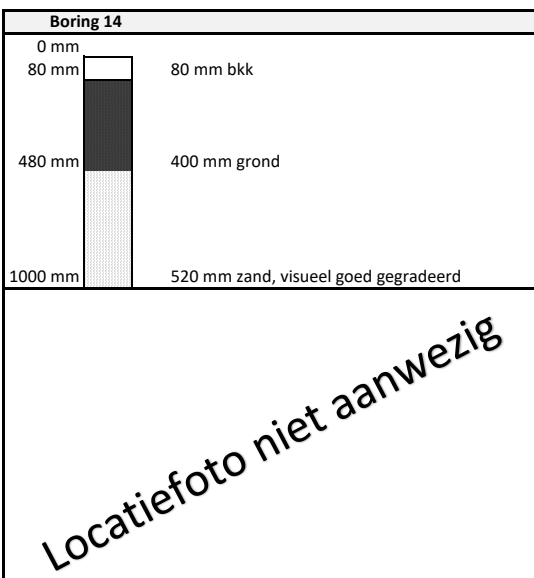 Boring 14
0 mm
80 mm 80 mm bkk
480 mm 400 mm grond
1000 mm 520 mm zand, visueel goed gegradeerd
Locatiefoto niet aanwezig